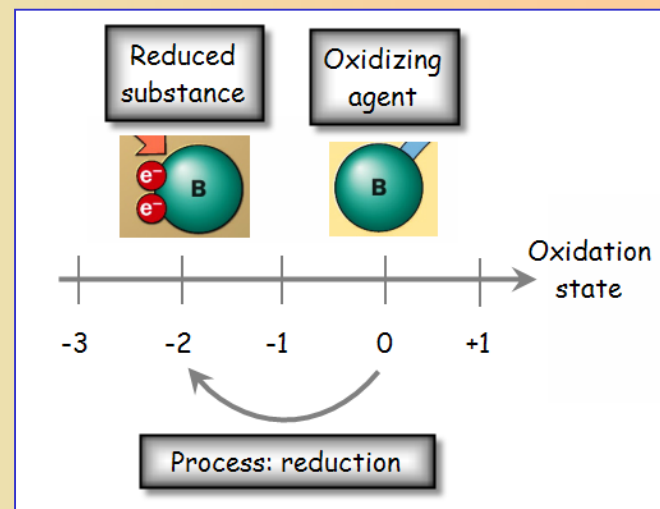 Reduced
substance
Oxidizing
agent
e⁻
e⁻
B
B
Oxidation
state
-3 -2 -1 0 +1
Process: reduction